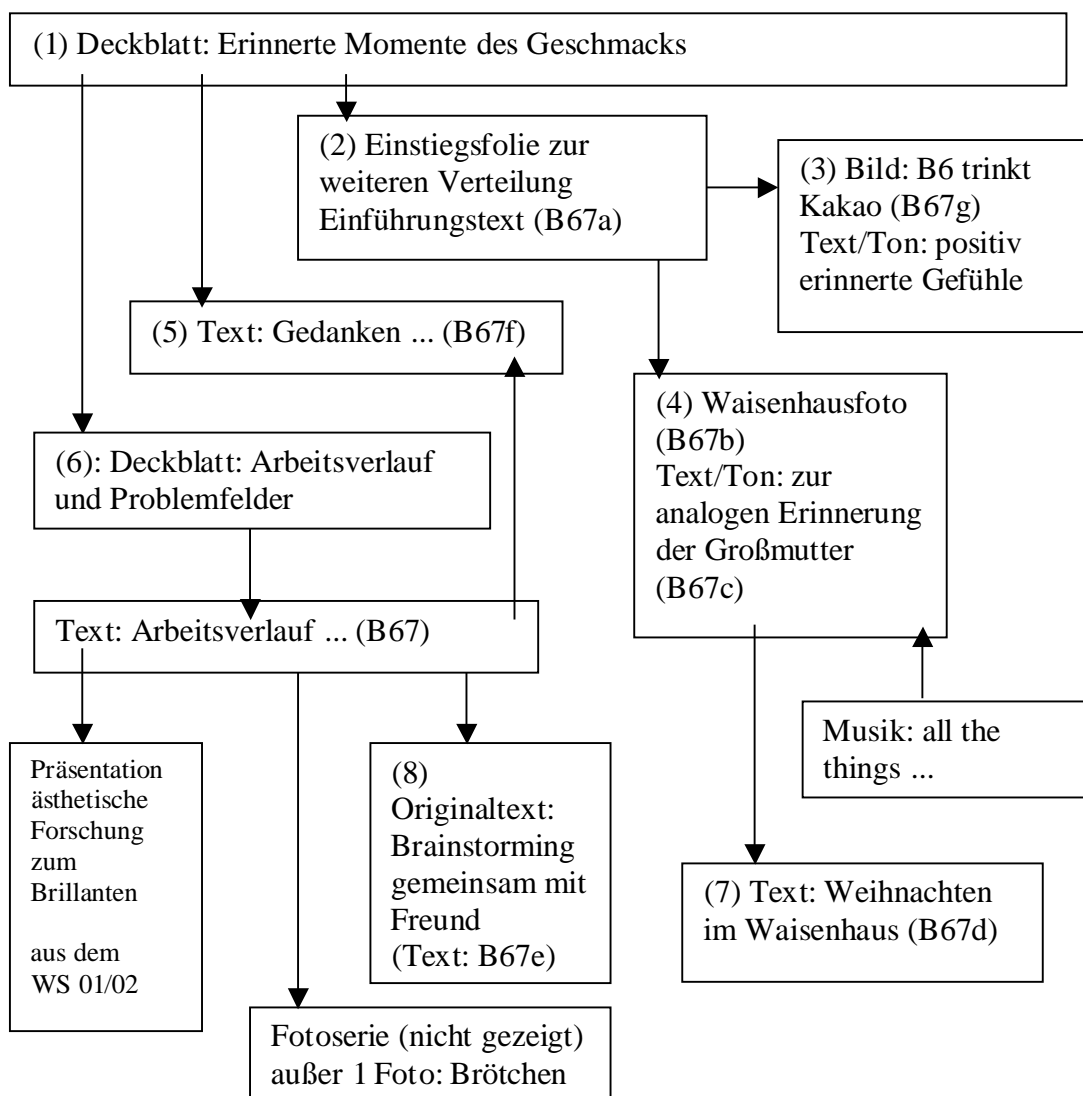 (1) Deckblatt: Erinnerte Momente des Geschmacks
(2) Einstiegsfolie zur
weiteren Verteilung
Einführungstext (B67a)
(3) Bild: B6 trinkt
Kakao (B67g)
Text/Ton: positiv
erinnerte Gefühle
(5) Text: Gedanken ... (B67f)
(4) Waisenhausfoto
(B67b)
Text/Ton: zur
analogen Erinnerung
der Großmutter
(B67c)
(6): Deckblatt: Arbeitsverlauf
und Problemfelder
Text: Arbeitsverlauf ... (B67)
Musik: all the
things ...
Präsentation
ästhetische
Forschung
zum
Brillanten
aus dem
WS 01/02
(8)
Originaltext:
Brainstorming
gemeinsam mit
Freund
(Text: B67e)
(7) Text: Weihnachten
im Waisenhaus (B67d)
Fotoserie (nicht gezeigt)
außer 1 Foto: Brötchen